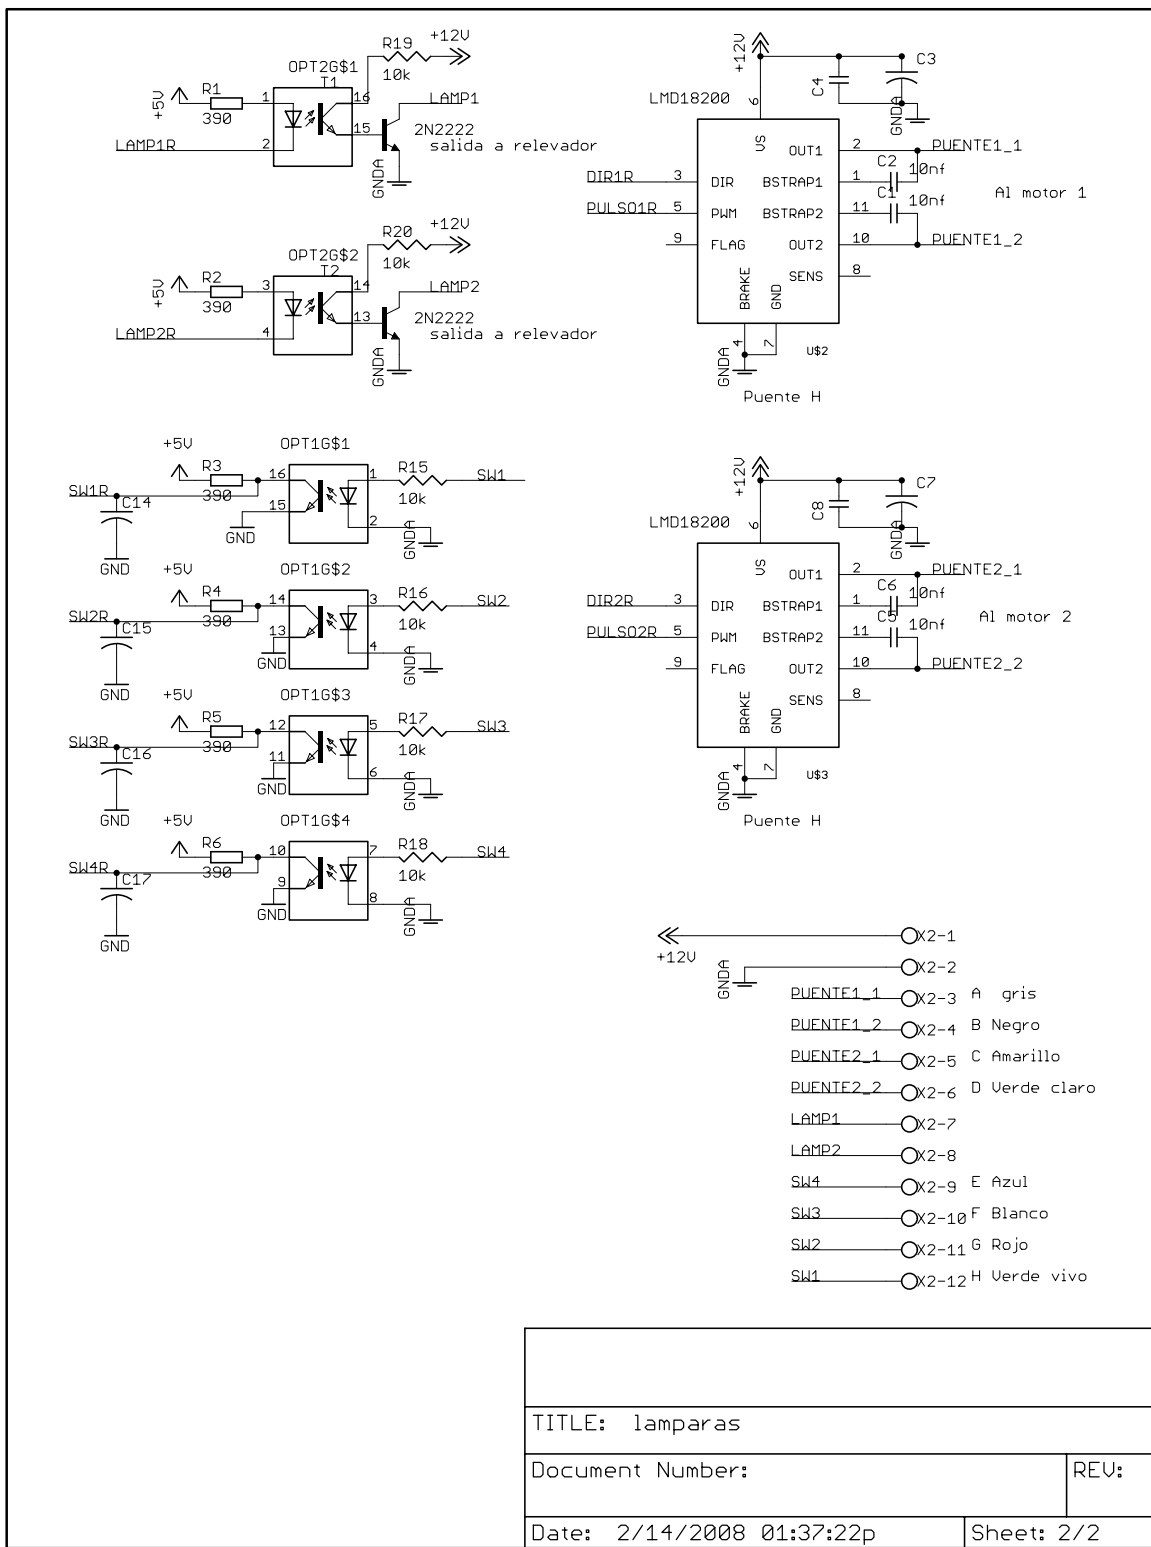 OPT2G$1
T1
R19
+12V
10k
+5V
R1
390
1
2
16
15
LAMP1R
LAMP1
2N2222
salida a relevador
GNDA
OPT2G$2
T2
R20
+12V
10k
+5V
R2
390
3
4
14
13
LAMP2R
LAMP2
2N2222
salida a relevador
GNDA
+12V
C4
C3
GNDA
LMD18200
6
VS
DIR1R
3
DIR
PULSO1R
5
PWM
9
FLAG
OUT1
2
PUENTE1_1
BSTRAP1
1
C2
10nf
BSTRAP2
11
C1
10nf
OUT2
10
PUENTE1_2
SENS
8
Al motor 1
BRAKE
GND
4
7
GNDA
U$2
Puente H
+5V
OPT1G$1
R3
390
16
15
1
2
R15
10k
SW1
SW1R
C14
GND
GND
GNDA
+5V
OPT1G$2
R4
390
14
13
3
4
R16
10k
SW2
SW2R
C15
GND
GND
GNDA
+5V
OPT1G$3
R5
390
12
11
5
6
R17
10k
SW3
SW3R
C16
GND
GND
GNDA
+5V
OPT1G$4
R6
390
10
9
7
8
R18
10k
SW4
SW4R
C17
GND
GND
GNDA
+12V
C8
C7
GNDA
LMD18200
6
VS
DIR2R
3
DIR
PULSO2R
5
PWM
9
FLAG
OUT1
2
PUENTE2_1
BSTRAP1
1
C6
10nf
BSTRAP2
11
C5
10nf
OUT2
10
PUENTE2_2
SENS
8
Al motor 2
BRAKE
GND
4
7
GNDA
U$3
Puente H
+12V
X2-1
GNDA
X2-2
PUENTE1_1 X2-3 A gris
PUENTE1_2 X2-4 B Negro
PUENTE2_1 X2-5 C Amarillo
PUENTE2_2 X2-6 D Verde claro
LAMP1 X2-7
LAMP2 X2-8
SW4 X2-9 E Azul
SW3 X2-10 F Blanco
SW2 X2-11 G Rojo
SW1 X2-12 H Verde vivo
TITLE: lamparas
Document Number:
REV:
Date: 2/14/2008 01:37:22p
Sheet: 2/2